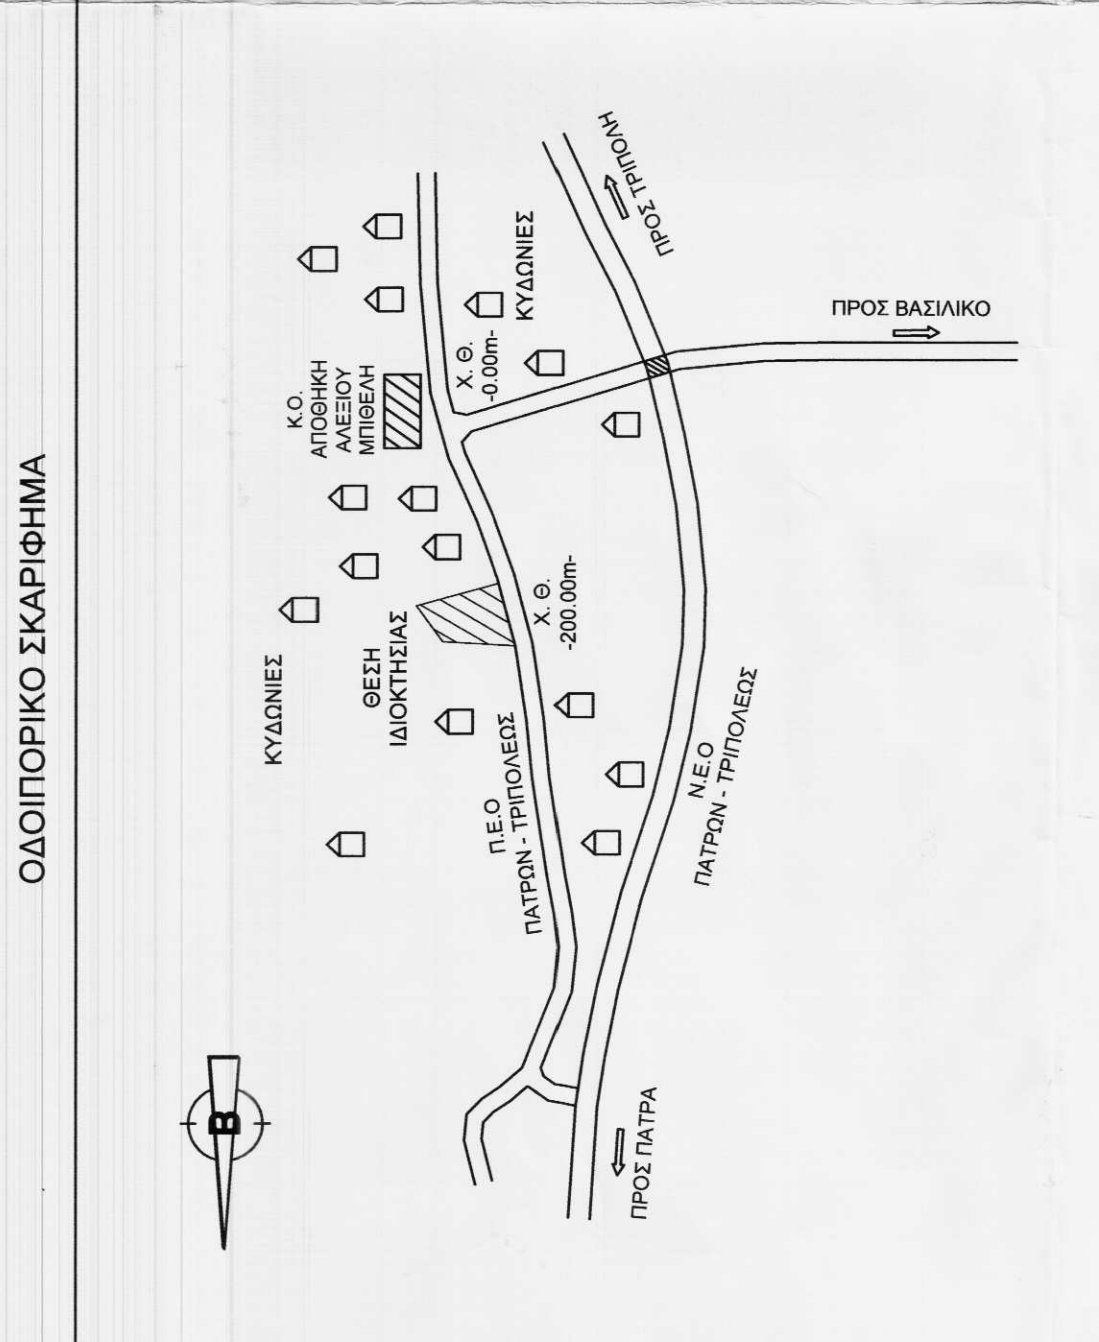 ΟΔΟΙΠΟΡΙΚΟ ΣΚΑΡΙΦΗΜΑ
Β
ΚΥΔΩΝΙΕΣ
Κ.Ο.
ΑΠΟΘΗΚΗ
ΑΛΕΞΙΟΥ
ΜΠΙΘΕΛΗ
ΘΕΣΗ
ΙΔΙΟΚΤΗΣΙΑΣ
Χ. Θ.
-0.00m-
ΚΥΔΩΝΙΕΣ
Π.Ε.Ο
ΠΑΤΡΩΝ - ΤΡΙΠΟΛΕΩΣ
Χ. Θ.
-200.00m-
ΠΡΟΣ ΤΡΙΠΟΛΗ
ΠΡΟΣ ΠΑΤΡΑ
Ν.Ε.Ο
ΠΑΤΡΩΝ - ΤΡΙΠΟΛΕΩΣ
ΠΡΟΣ ΒΑΣΙΛΙΚΟ